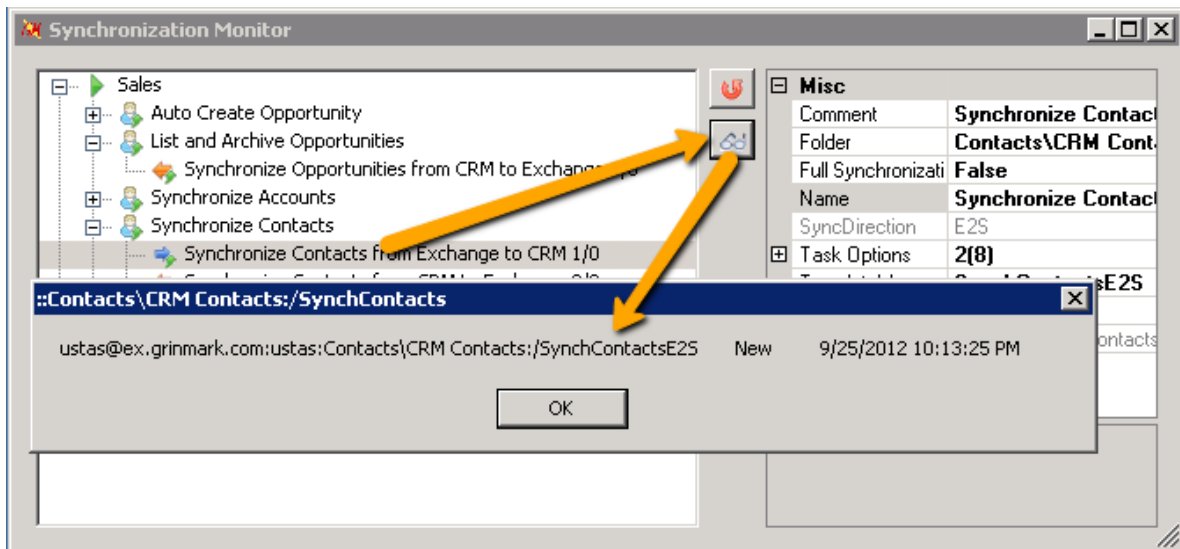 Synchronization Monitor
Sales
Auto Create Opportunity
List and Archive Opportunities
Synchronize Opportunities from CRM to Exchange
Synchronize Accounts
Synchronize Contacts
Synchronize Contacts from Exchange to CRM 1/0
Misc
Comment Synchronize Contact
Folder Contacts\CRM Cont
Full Synchronizati False
Name Synchronize Contact
SyncDirection E2S
Task Options 2(8)
sE2S
ontacts
::Contacts\CRM Contacts:/SynchContacts
ustas@ex.grinmark.com:ustas:Contacts\CRM Contacts:/SynchContactsE2S New 9/25/2012 10:13:25 PM
OK